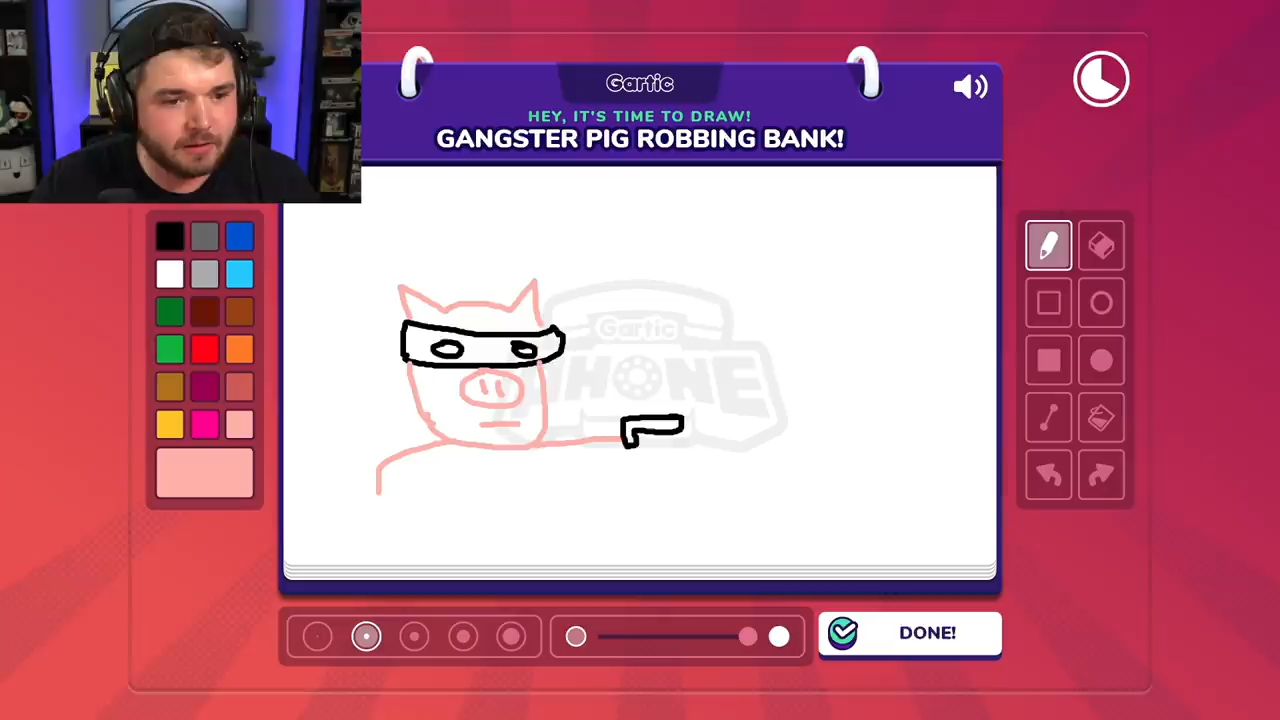 Gartic
HEY, IT'S TIME TO DRAW!
GANGSTER PIG ROBBING BANK!
Gartic
PHONE
DONE!